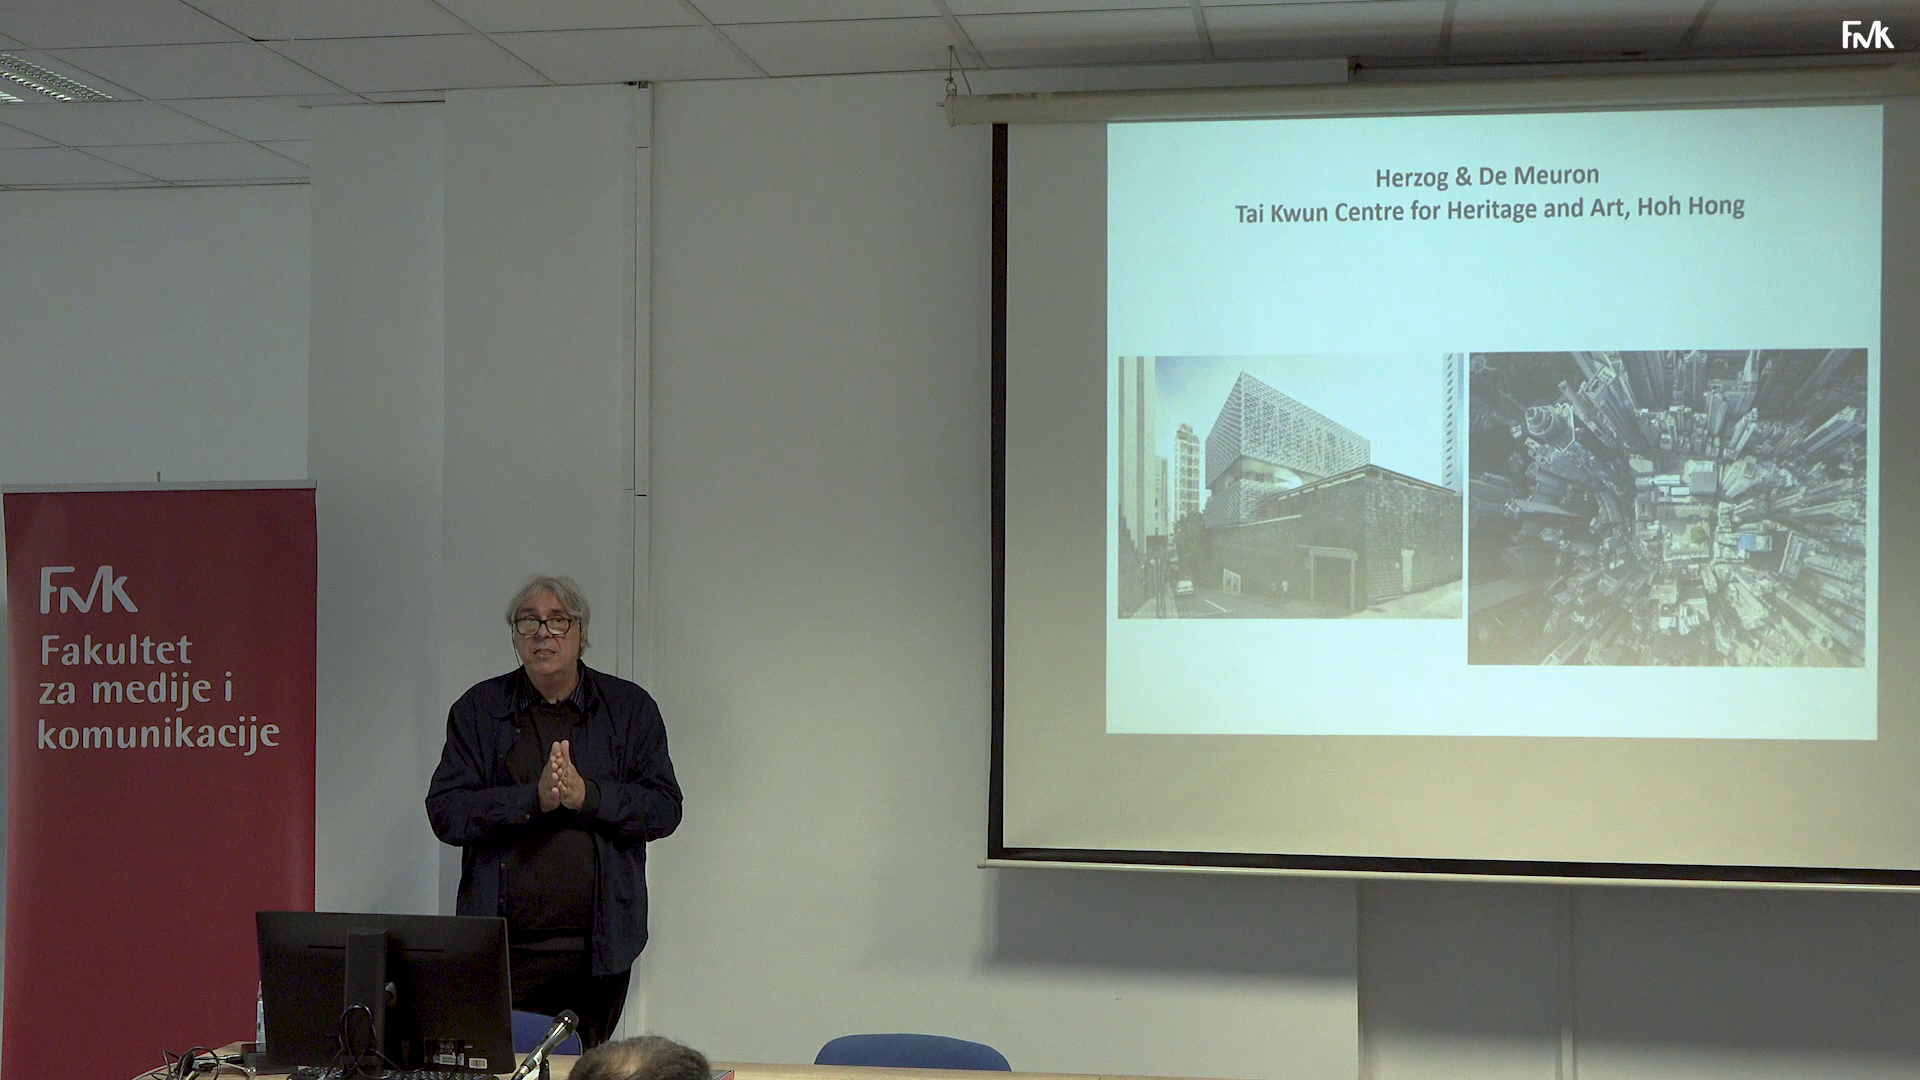 FMK
Herzog & De Meuron
Tai Kwun Centre for Heritage and Art, Hoh Hong
FMK
Fakultet
za medije i
komunikacije